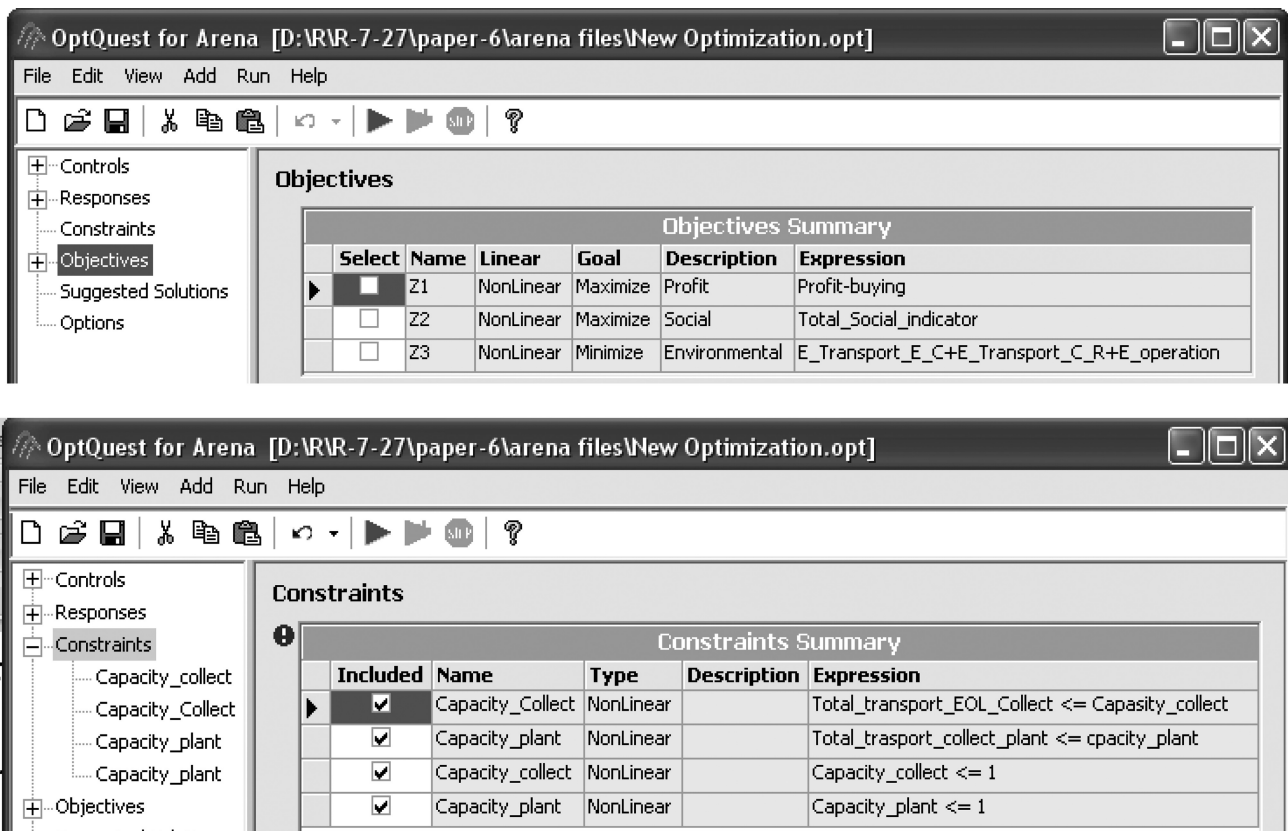 OptQuest for Arena [D:\R\R-7-27\paper-6\arena files\New Optimization.opt]
File Edit View Add Run Help
STOP
Controls
Responses
Constraints
Objectives
Suggested Solutions
Options
Objectives
Objectives Summary
Select Name Linear Goal Description Expression
Z1 NonLinear Maximize Profit Profit-buying
Z2 NonLinear Maximize Social Total_Social_indicator
Z3 NonLinear Minimize Environmental E_Transport_E_C+E_Transport_C_R+E_operation
OptQuest for Arena [D:\R\R-7-27\paper-6\arena files\New Optimization.opt]
File Edit View Add Run Help
STOP
Controls
Responses
Constraints
Capacity_collect
Capacity_Collect
Capacity_plant
Capacity_plant
Objectives
Constraints
Constraints Summary
Included Name Type Description Expression
Capacity_Collect NonLinear Total_transport_EOL_Collect <= Capasity_collect
Capacity_plant NonLinear Total_trasport_collect_plant <= cpacity_plant
Capacity_collect NonLinear Capacity_collect <= 1
Capacity_plant NonLinear Capacity_plant <= 1